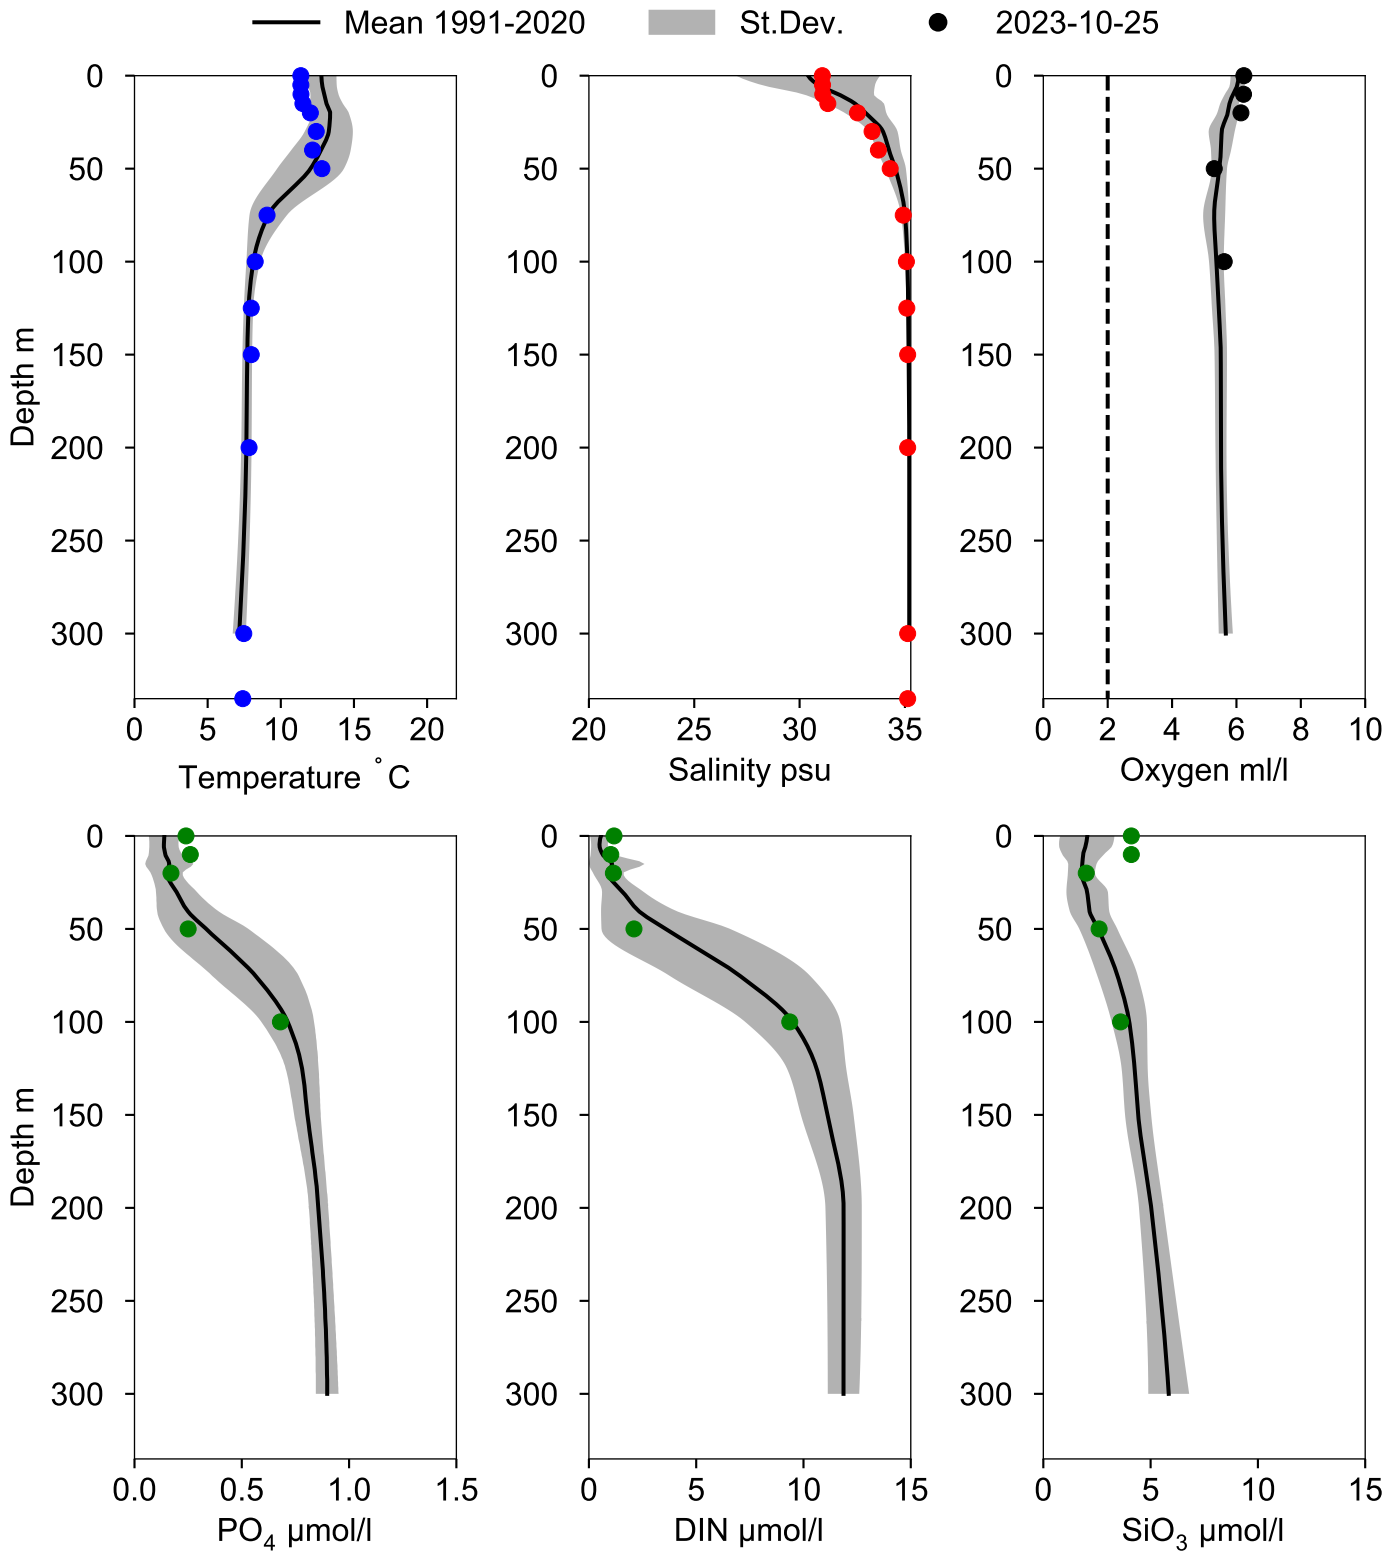 Mean 1991-2020 St.Dev. 2023-10-25
0 0 0
50 50 50
100 100 100
150 150 150
200 200 200
250 250 250
300 300 300
Depth m
0 5 10 15 20 20 25 30 35 0 2 4 6 8 10
Temperature °C Salinity psu Oxygen ml/l
0 0 0
50 50 50
100 100 100
150 150 150
200 200 200
250 250 250
300 300 300
Depth m
0.0 0.5 1.0 1.5 0 5 10 15 0 5 10 15
PO₄ µmol/l DIN µmol/l SiO₃ µmol/l